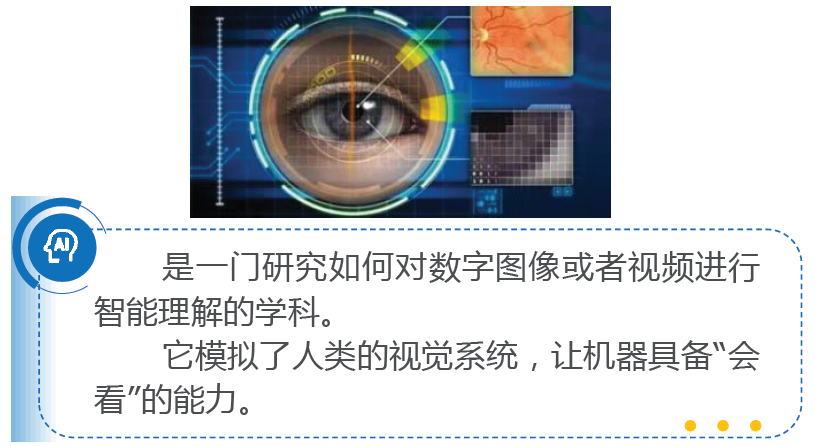 AI
是一门研究如何对数字图像或者视频进行
智能理解的学科。
它模拟了人类的视觉系统，让机器具备“会
看”的能力。